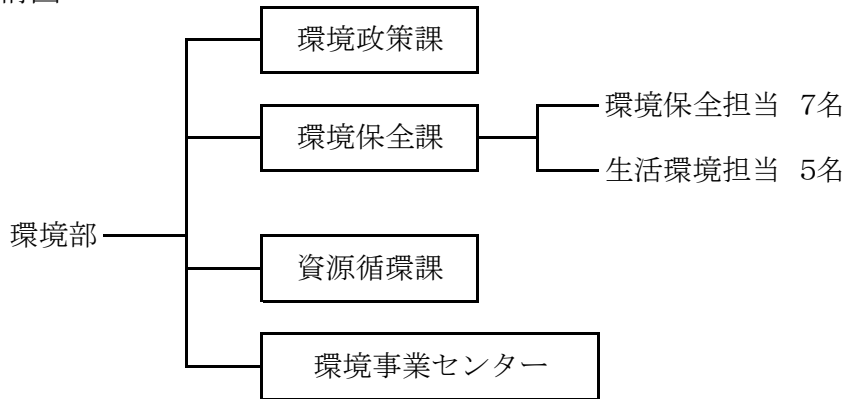 環境政策課
環境保全課
環境保全担当 7名
生活環境担当 5名
環境部
資源循環課
環境事業センター